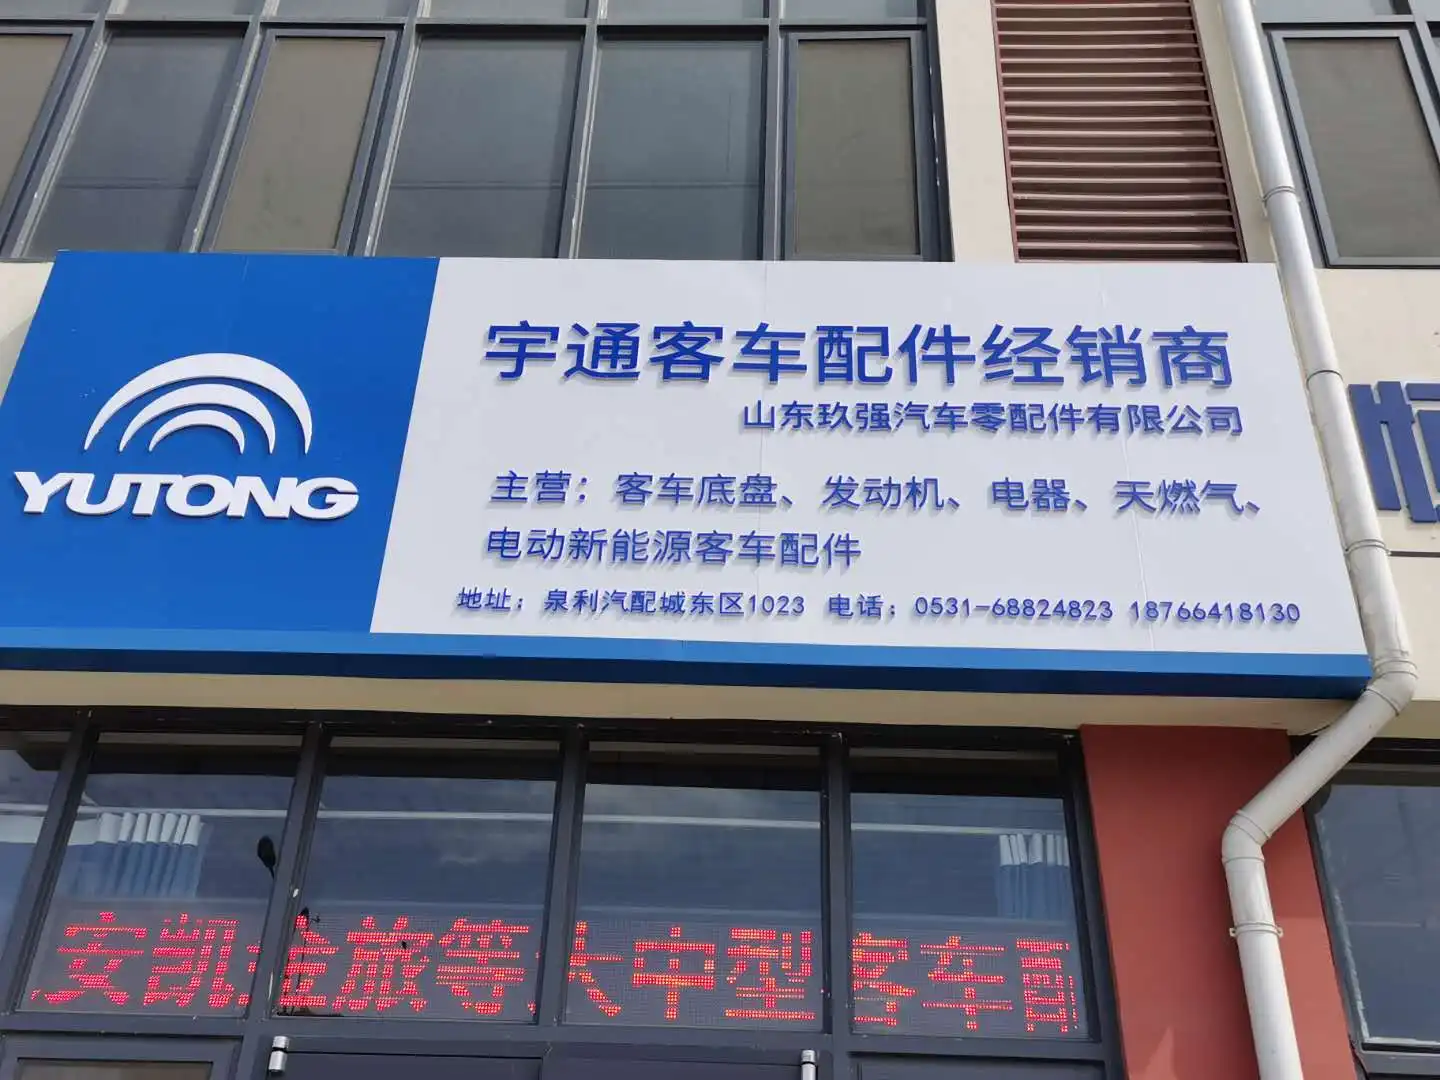 YUTONG
宇通客车配件经销商
山东玖强汽车零配件有限公司
主营：客车底盘、发动机、电器、天燃气、
电动新能源客车配件
地址：泉利汽配城东区1023 电话：0531-68824823 18766418130
安凯金旅等大中型客车配